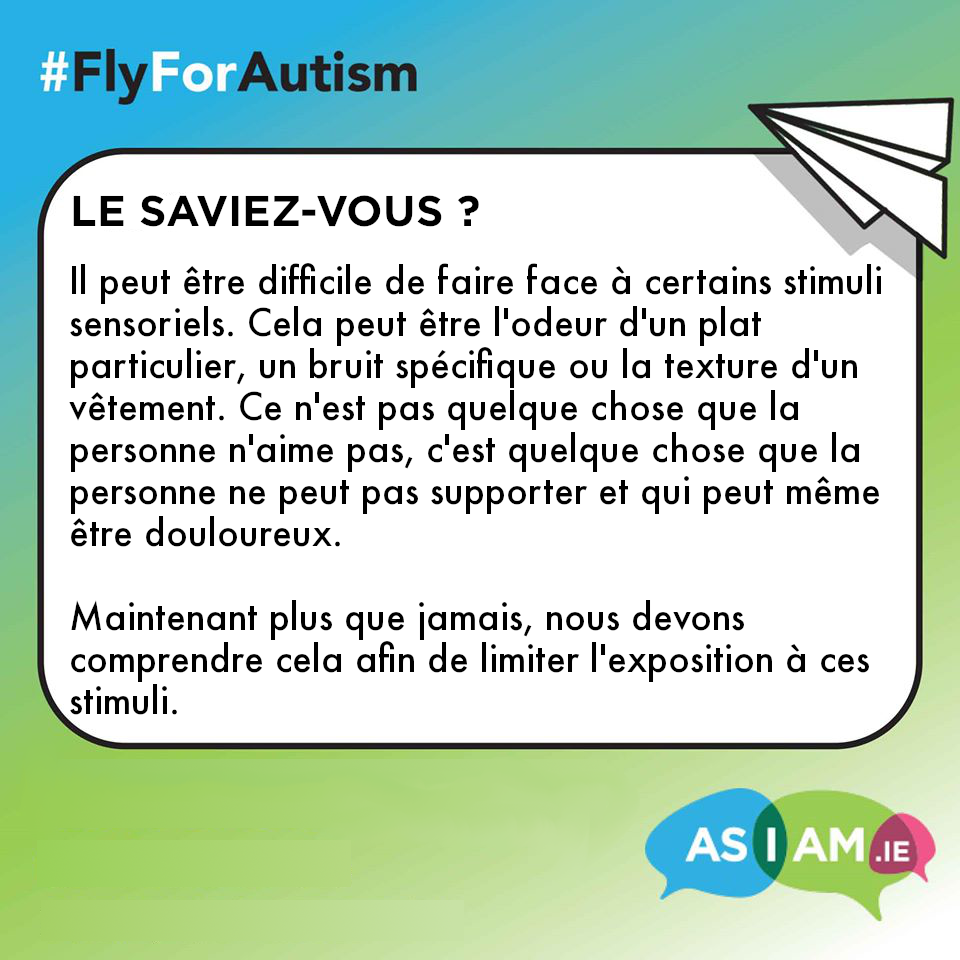 #FlyForAutism
LE SAVIEZ-VOUS ?
Il peut être difficile de faire face à certains stimuli
sensoriels. Cela peut être l'odeur d'un plat
particulier, un bruit spécifique ou la texture d'un
vêtement. Ce n'est pas quelque chose que la
personne n'aime pas, c'est quelque chose que la
personne ne peut pas supporter et qui peut même
être douloureux.
Maintenant plus que jamais, nous devons
comprendre cela afin de limiter l'exposition à ces
stimuli.
AS I AM.IE